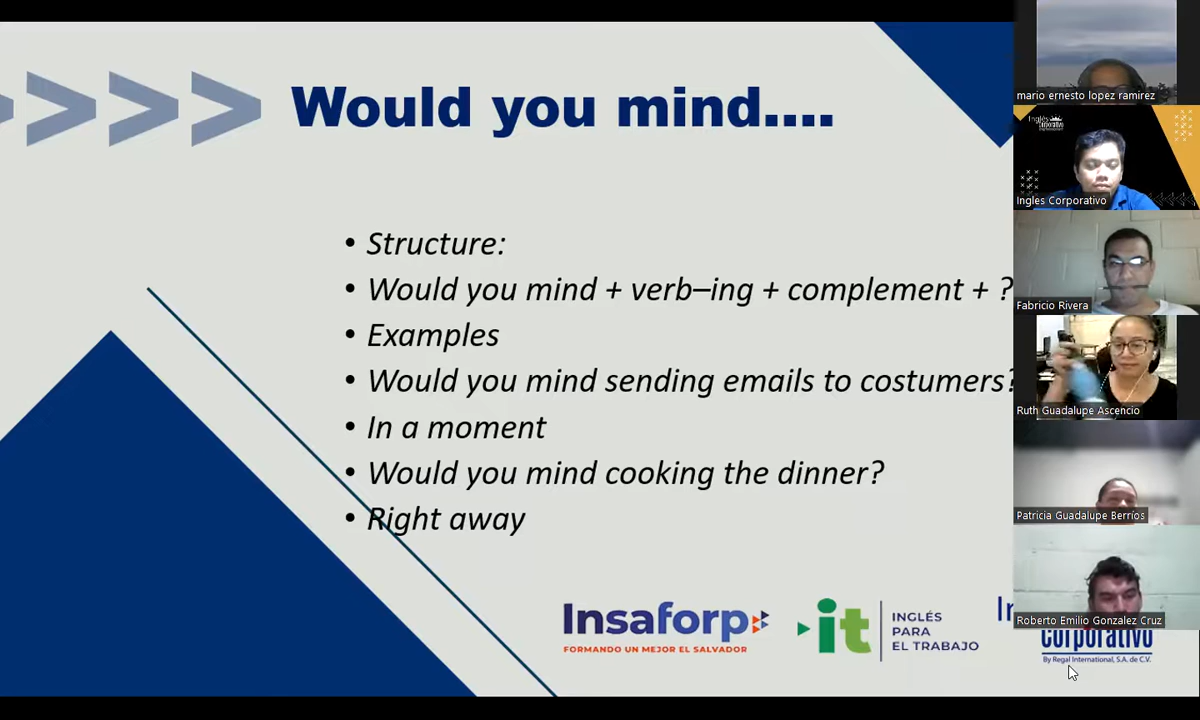 Would you mind....
• Structure:
• Would you mind + verb–ing + complement + ?
• Examples
• Would you mind sending emails to costumers?
• In a moment
• Would you mind cooking the dinner?
• Right away
Insaforp
FORMANDO UN MEJOR EL SALVADOR
it
INGLÉS
PARA
EL TRABAJO
corporativo
By Regal International, S.A. de C.V.
mario ernesto lopez ramirez
Inglés
Corporativo
Ingles Corporativo
Fabricio Rivera
Ruth Guadalupe Ascencio
Patricia Guadalupe Berríos
Roberto Emilio Gonzalez Cruz